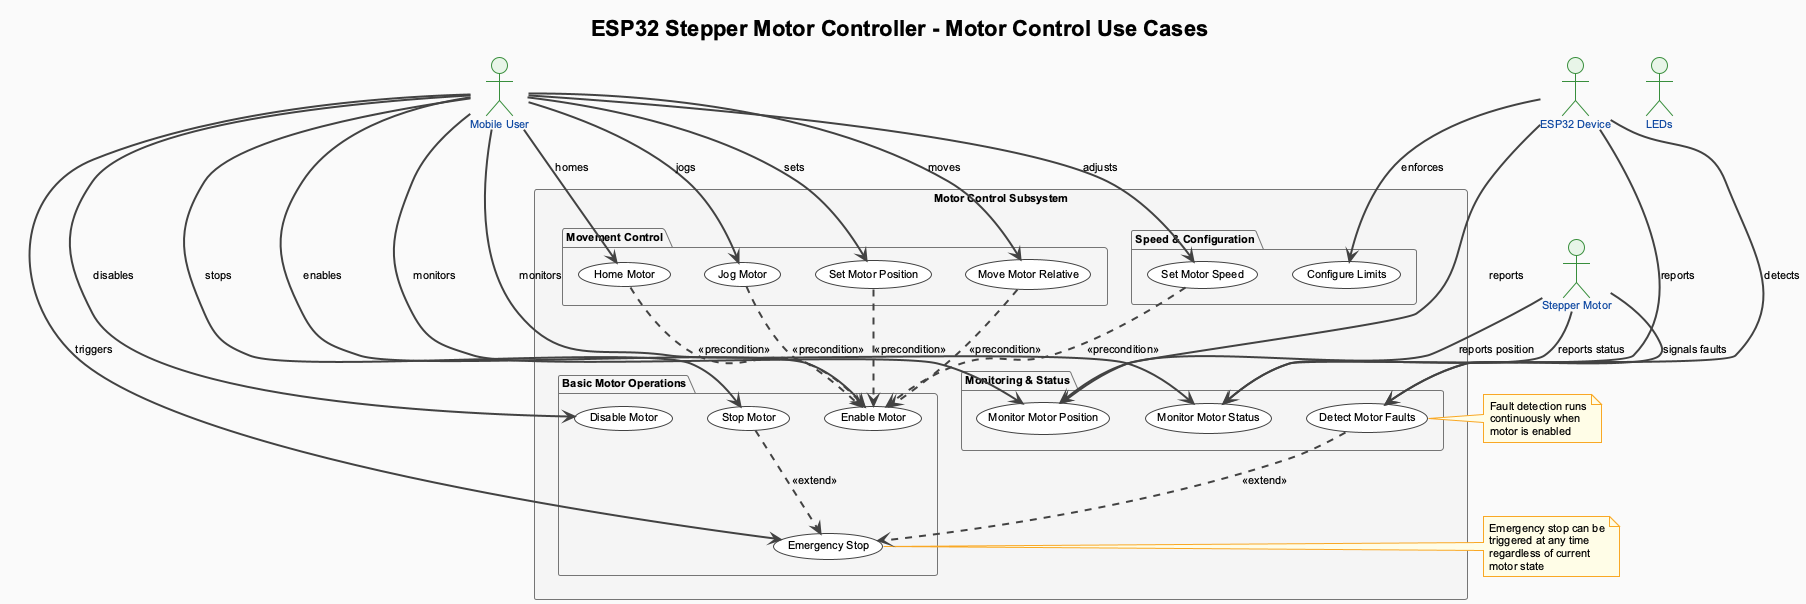 ESP32 Stepper Motor Controller - Motor Control Use Cases
Mobile User
ESP32 Device
LEDs
homes
jogs
sets
moves
adjusts
enforces
Motor Control Subsystem
Movement Control
Speed & Configuration
Home Motor
Jog Motor
Set Motor Position
Move Motor Relative
Set Motor Speed
Configure Limits
disables
stops
enables
monitors
monitors
reports
reports
detects
Stepper Motor
triggers
«precondition»
«precondition»
«precondition»
«precondition»
«precondition»
reports position
reports status
signals faults
Basic Motor Operations
Monitoring & Status
Disable Motor
Stop Motor
Enable Motor
Monitor Motor Position
Monitor Motor Status
Detect Motor Faults
Fault detection runs
continuously when
motor is enabled
«extend»
«extend»
Emergency Stop
Emergency stop can be
triggered at any time
regardless of current
motor state